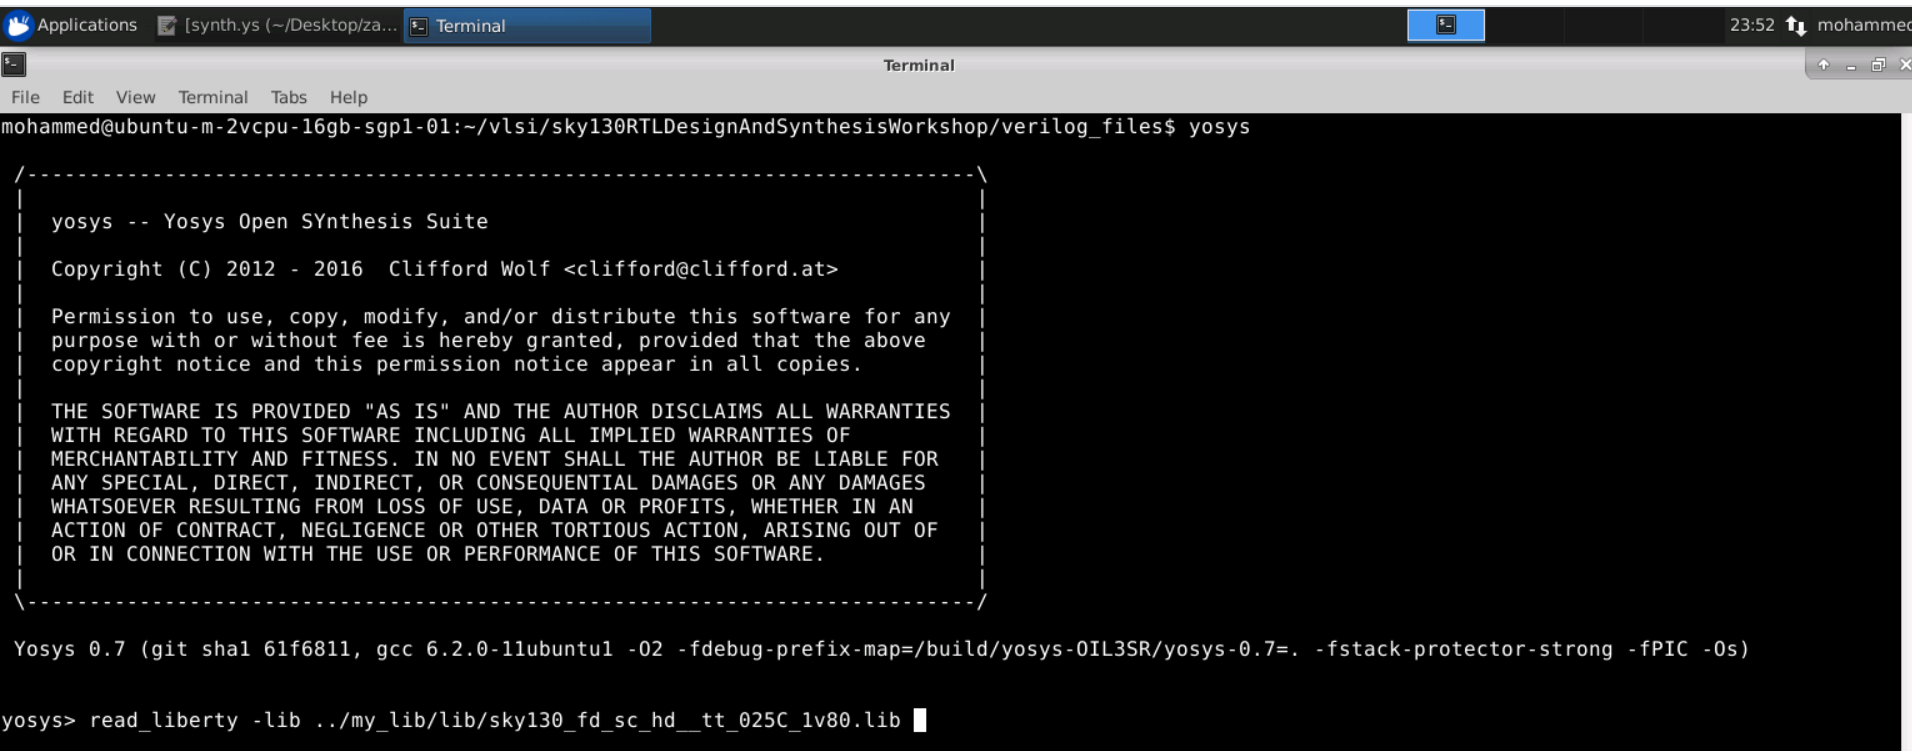 Applications [synth.ys (~/Desktop/za... Terminal 23:52 mohammed
Terminal
File Edit View Terminal Tabs Help
mohammed@ubuntu-m-2vcpu-16gb-sgp1-01:~/vlsi/sky130RTLDesignAndSynthesisWorkshop/verilog_files$ yosys
/----------------------------------------------------------------------------\
| |
| yosys -- Yosys Open SYnthesis Suite |
| |
| Copyright (C) 2012 - 2016  Clifford Wolf <clifford@clifford.at> |
| |
| Permission to use, copy, modify, and/or distribute this software for any |
| purpose with or without fee is hereby granted, provided that the above |
| copyright notice and this permission notice appear in all copies. |
| |
| THE SOFTWARE IS PROVIDED "AS IS" AND THE AUTHOR DISCLAIMS ALL WARRANTIES |
| WITH REGARD TO THIS SOFTWARE INCLUDING ALL IMPLIED WARRANTIES OF |
| MERCHANTABILITY AND FITNESS. IN NO EVENT SHALL THE AUTHOR BE LIABLE FOR |
| ANY SPECIAL, DIRECT, INDIRECT, OR CONSEQUENTIAL DAMAGES OR ANY DAMAGES |
| WHATSOEVER RESULTING FROM LOSS OF USE, DATA OR PROFITS, WHETHER IN AN |
| ACTION OF CONTRACT, NEGLIGENCE OR OTHER TORTIOUS ACTION, ARISING OUT OF |
| OR IN CONNECTION WITH THE USE OR PERFORMANCE OF THIS SOFTWARE. |
| |
\----------------------------------------------------------------------------/
Yosys 0.7 (git sha1 61f6811, gcc 6.2.0-11ubuntu1 -O2 -fdebug-prefix-map=/build/yosys-OIL3SR/yosys-0.7=. -fstack-protector-strong -fPIC -Os)
yosys> read_liberty -lib ../my_lib/lib/sky130_fd_sc_hd__tt_025C_1v80.lib